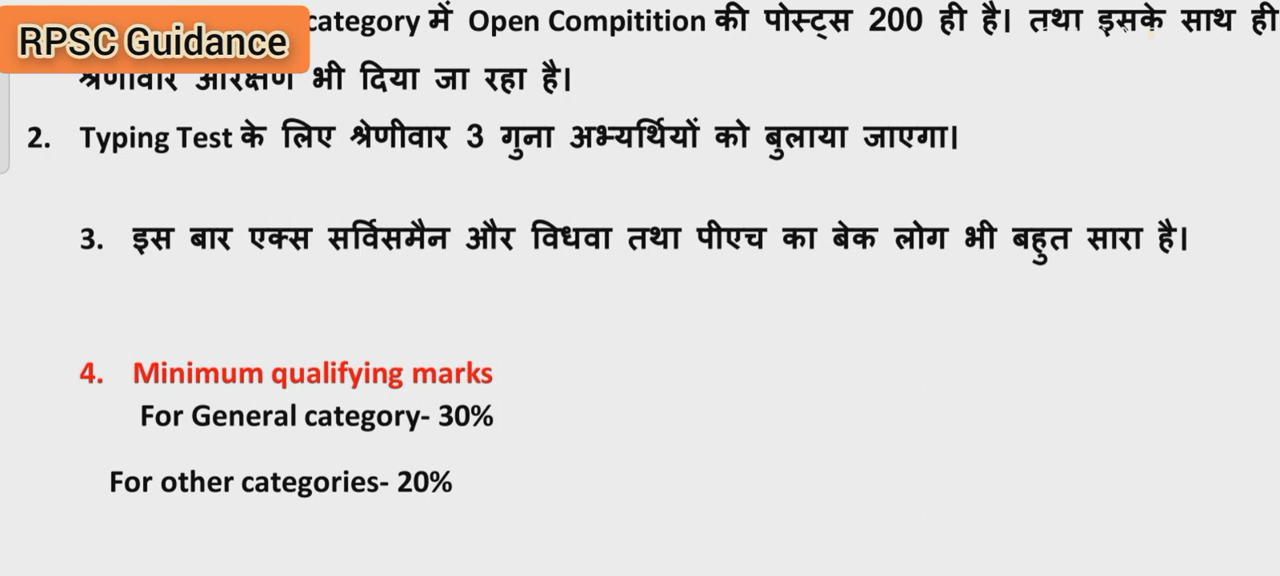 RPSC Guidance
category में Open Compitition की पोस्ट्स 200 ही है। तथा इसके साथ ही
श्रेणीवार आरक्षण भी दिया जा रहा है।
2. Typing Test के लिए श्रेणीवार 3 गुना अभ्यर्थियों को बुलाया जाएगा।
3. इस बार एक्स सर्विसमैन और विधवा तथा पीएच का बेक लोग भी बहुत सारा है।
4. Minimum qualifying marks
For General category- 30%
For other categories- 20%